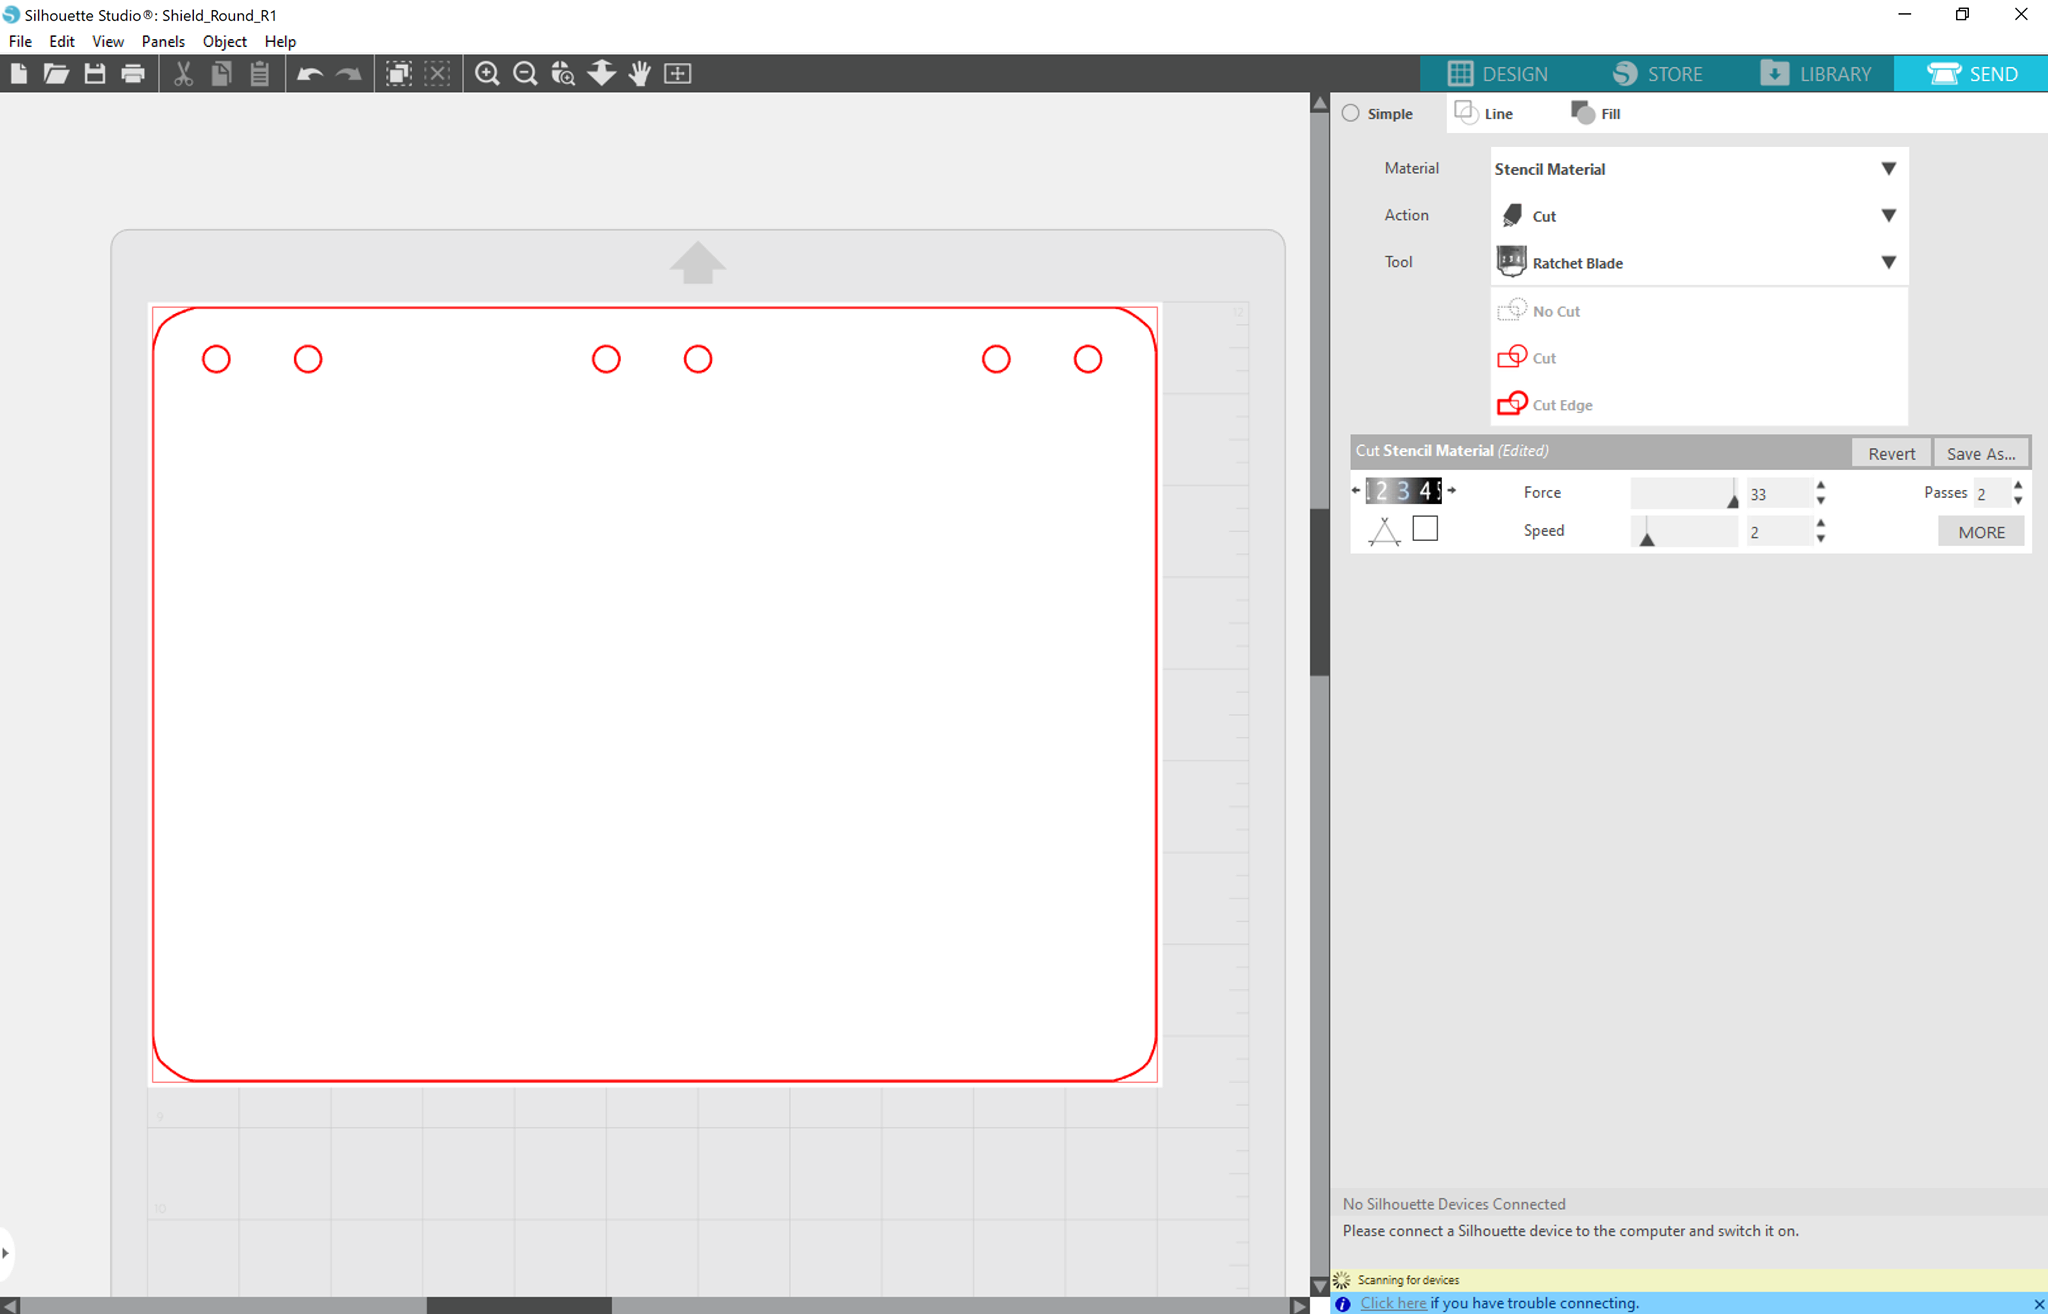 Silhouette Studio®: Shield_Round_R1
File Edit View Panels Object Help
DESIGN STORE LIBRARY SEND
Simple Line Fill
Material Stencil Material
Action Cut
Tool Ratchet Blade
No Cut
Cut
Cut Edge
Cut Stencil Material (Edited) Revert Save As...
2 3 4 Force 33 Passes 2
Speed 2 MORE
12
9
10
No Silhouette Devices Connected
Please connect a Silhouette device to the computer and switch it on.
Scanning for devices
Click here if you have trouble connecting.